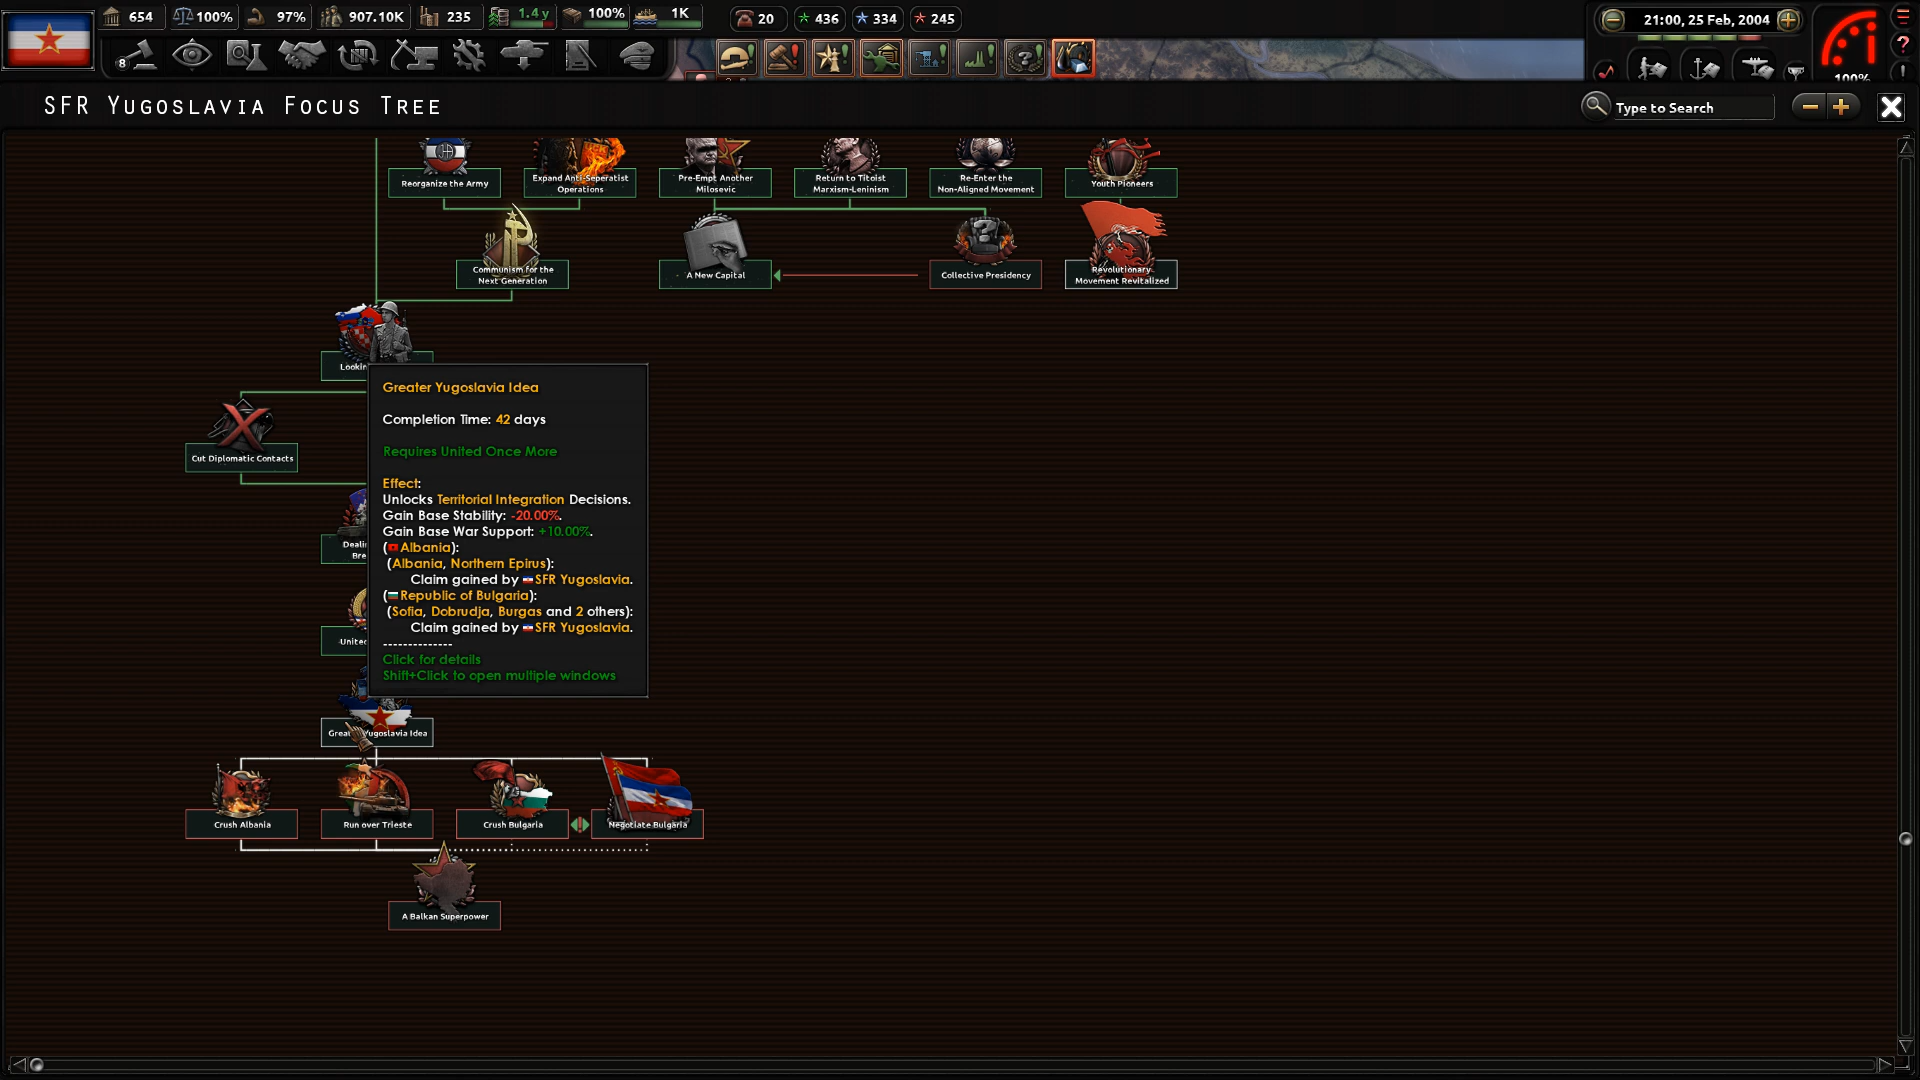 654
100%
97%
907.10K
235
1.4 y
100%
1K
20
436
334
245
21:00, 25 Feb, 2004
8
100%
SFR Yugoslavia Focus Tree
Type to Search
Reorganize the Army
Expand Anti-Seperatist
Operations
Pre-Empt Another
Milosevic
Return to Titoist
Marxism-Leninism
Re-Enter the
Non-Aligned Movement
Youth Pioneers
Communism for the
Next Generation
A New Capital
Collective Presidency
Revolutionary
Movement Revitalized
Cut Diplomatic Contacts
Greater Yugoslavia Idea
Completion Time: 42 days
Requires United Once More
Effect:
Unlocks Territorial Integration Decisions.
Gain Base Stability: -20.00%.
Gain Base War Support: +10.00%.
(Albania):
(Albania, Northern Epirus):
Claim gained by SFR Yugoslavia.
(Republic of Bulgaria):
(Sofia, Dobrudja, Burgas and 2 others):
Claim gained by SFR Yugoslavia.
--------------
Click for details
Shift+Click to open multiple windows
Yugoslavia Idea
Crush Albania
Run over Trieste
Crush Bulgaria
Negotiate Bulgaria
A Balkan Superpower